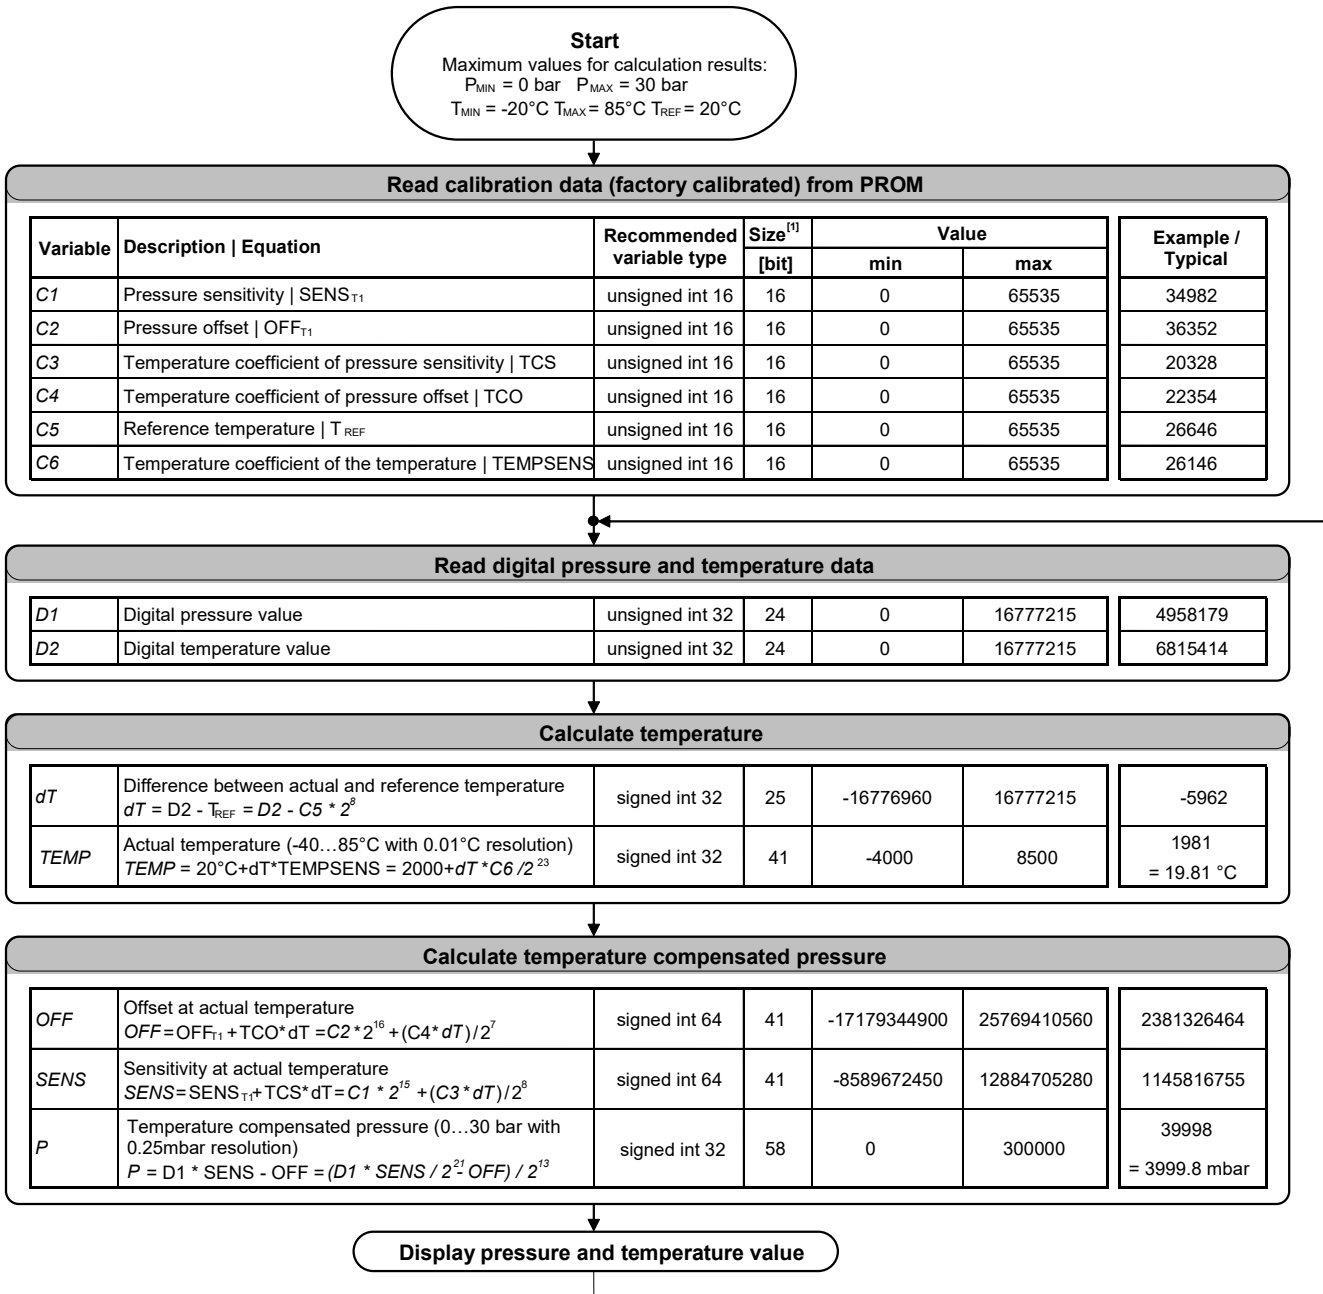 Start
Maximum values for calculation results:
PMIN = 0 bar PMAX = 30 bar
TMIN = -20°C TMAX = 85°C TREF = 20°C
Read calibration data (factory calibrated) from PROM
Variable Description | Equation Recommended variable type Size[1] [bit] Value min max Example / Typical
C1 Pressure sensitivity | SENST1 unsigned int 16 16 0 65535 34982
C2 Pressure offset | OFFT1 unsigned int 16 16 0 65535 36352
C3 Temperature coefficient of pressure sensitivity | TCS unsigned int 16 16 0 65535 20328
C4 Temperature coefficient of pressure offset | TCO unsigned int 16 16 0 65535 22354
C5 Reference temperature | TREF unsigned int 16 16 0 65535 26646
C6 Temperature coefficient of the temperature | TEMPSENS unsigned int 16 16 0 65535 26146
Read digital pressure and temperature data
D1 Digital pressure value unsigned int 32 24 0 16777215 4958179
D2 Digital temperature value unsigned int 32 24 0 16777215 6815414
Calculate temperature
dT Difference between actual and reference temperature
dT = D2 - TREF = D2 - C5 * 2^8 signed int 32 25 -16776960 16777215 -5962
TEMP Actual temperature (-40…85°C with 0.01°C resolution)
TEMP = 20°C+dT*TEMPSENS = 2000+dT*C6/2^23 signed int 32 41 -4000 8500 1981
= 19.81 °C
Calculate temperature compensated pressure
OFF Offset at actual temperature
OFF=OFFT1+TCO*dT=C2*2^16+(C4*dT)/2^7 signed int 64 41 -17179344900 25769410560 2381326464
SENS Sensitivity at actual temperature
SENS=SENST1+TCS*dT=C1 * 2^15+(C3*dT)/2^8 signed int 64 41 -8589672450 12884705280 1145816755
P Temperature compensated pressure (0…30 bar with
0.25mbar resolution)
P = D1 * SENS - OFF = (D1 * SENS / 2^21 - OFF) / 2^13 signed int 32 58 0 300000 39998
= 3999.8 mbar
Display pressure and temperature value